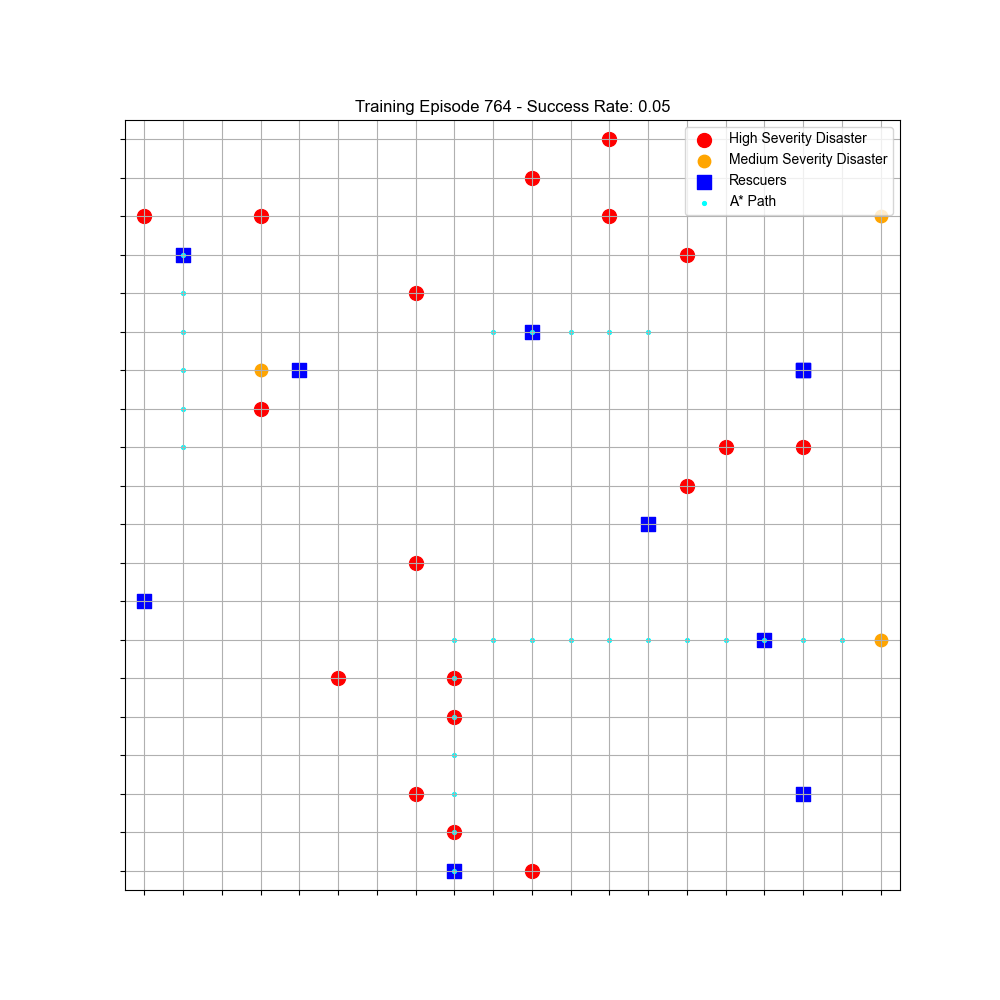 Training Episode 764 - Success Rate: 0.05
High Severity Disaster
Medium Severity Disaster
Rescuers
A* Path